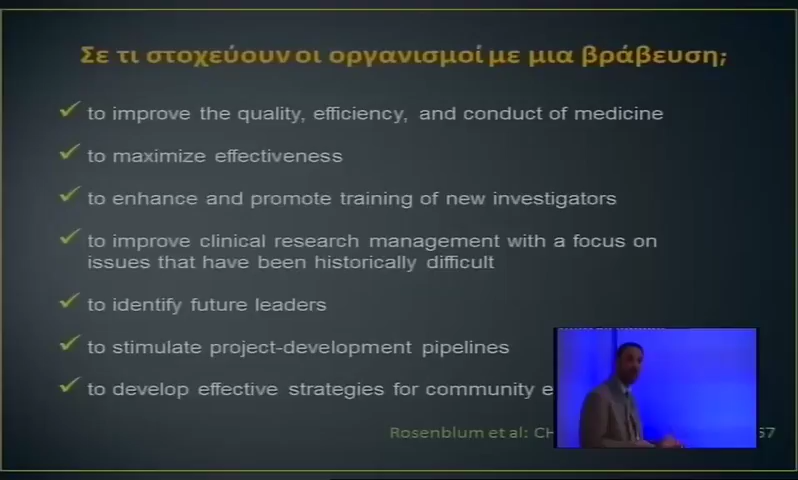 Σε τι στοχεύουν οι οργανισμοί με μια βράβευση;
to improve the quality, efficiency, and conduct of medicine
to maximize effectiveness
to enhance and promote training of new investigators
to improve clinical research management with a focus on
issues that have been historically difficult
to identify future leaders
to stimulate project-development pipelines
to develop effective strategies for community
Rosenblum et al: